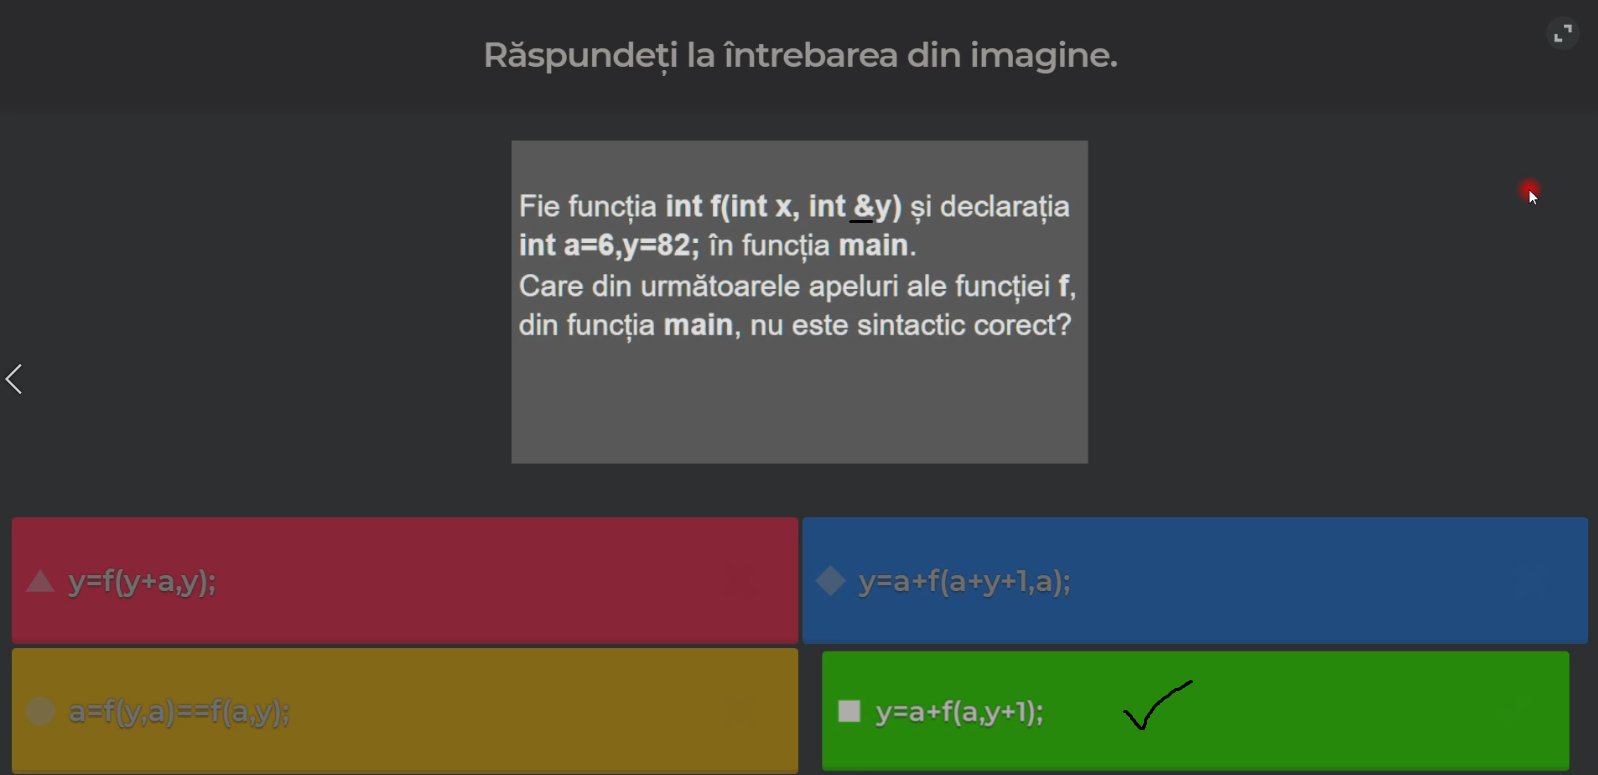 Răspundeți la întrebarea din imagine.
Fie funcția int f(int x, int &y) și declarația
int a=6,y=82; în funcția main.
Care din următoarele apeluri ale funcției f,
din funcția main, nu este sintactic corect?
y=f(y+a,y);
y=a+f(a+y+1,a);
a=f(y,a)==f(a,y);
y=a+f(a,y+1);